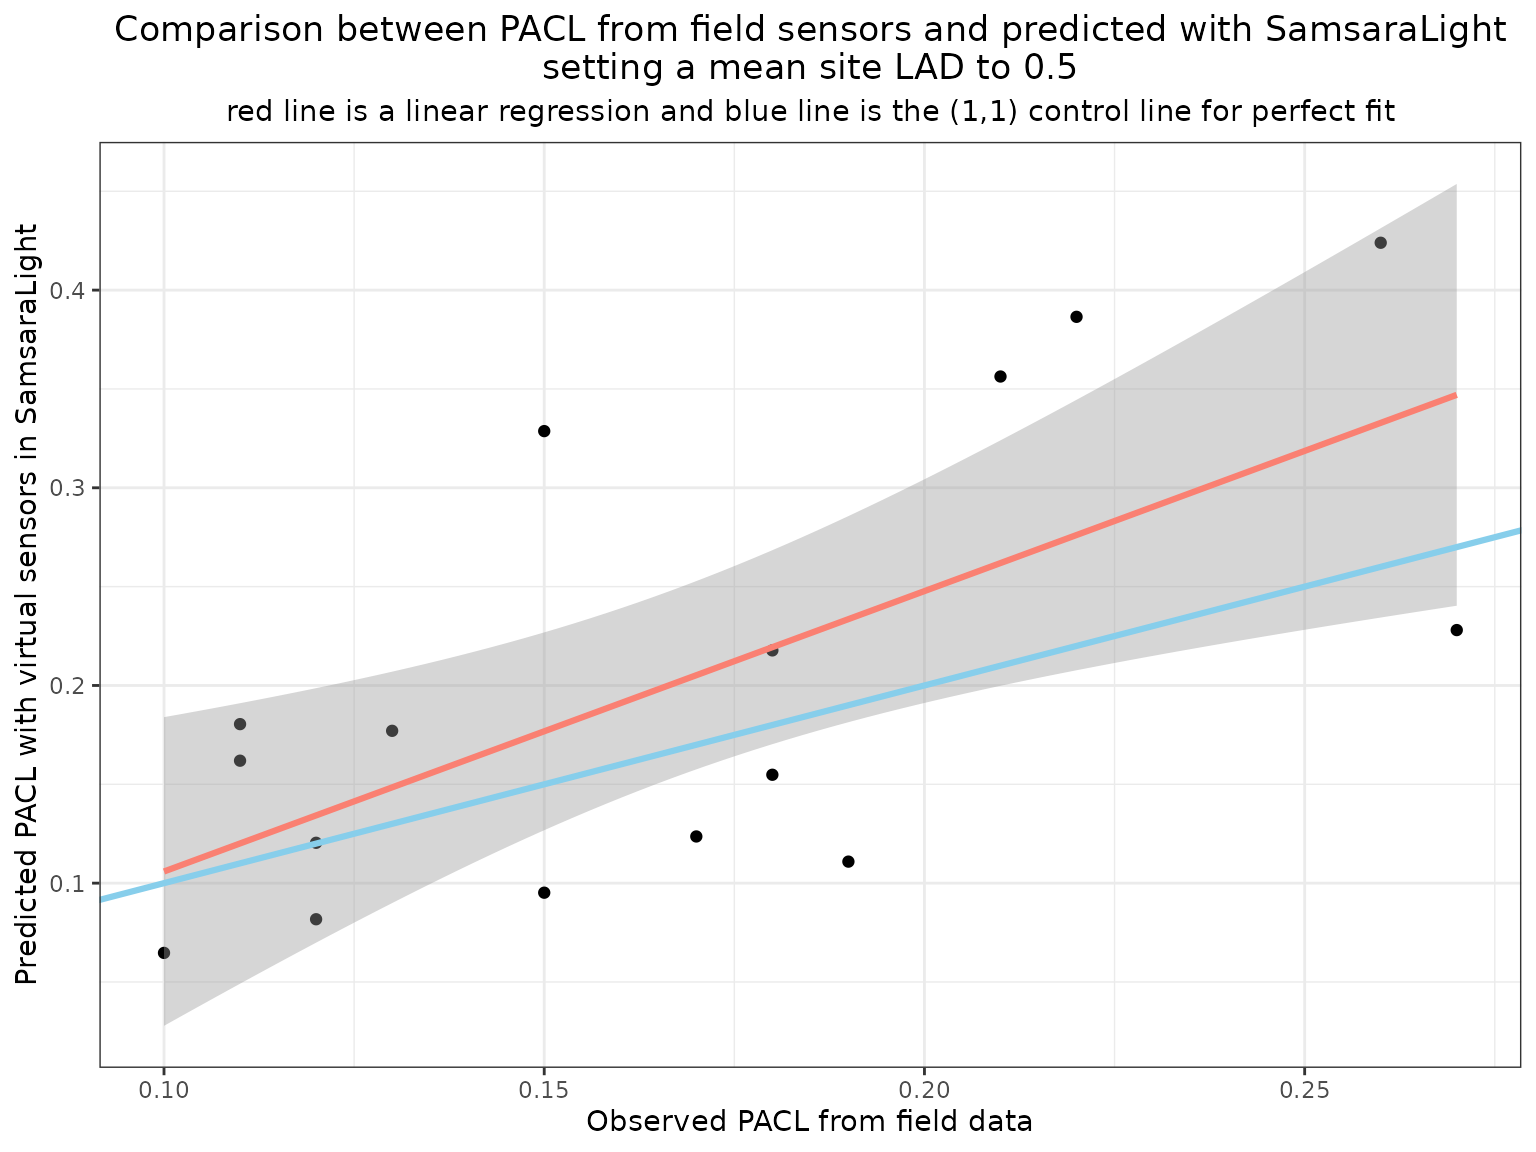 Comparison between PACL from field sensors and predicted with SamsaraLight
setting a mean site LAD to 0.5
red line is a linear regression and blue line is the (1,1) control line for perfect fit
Predicted PACL with virtual sensors in SamsaraLight
0.4
0.3
0.2
0.1
0.10 0.15 0.20 0.25
Observed PACL from field data